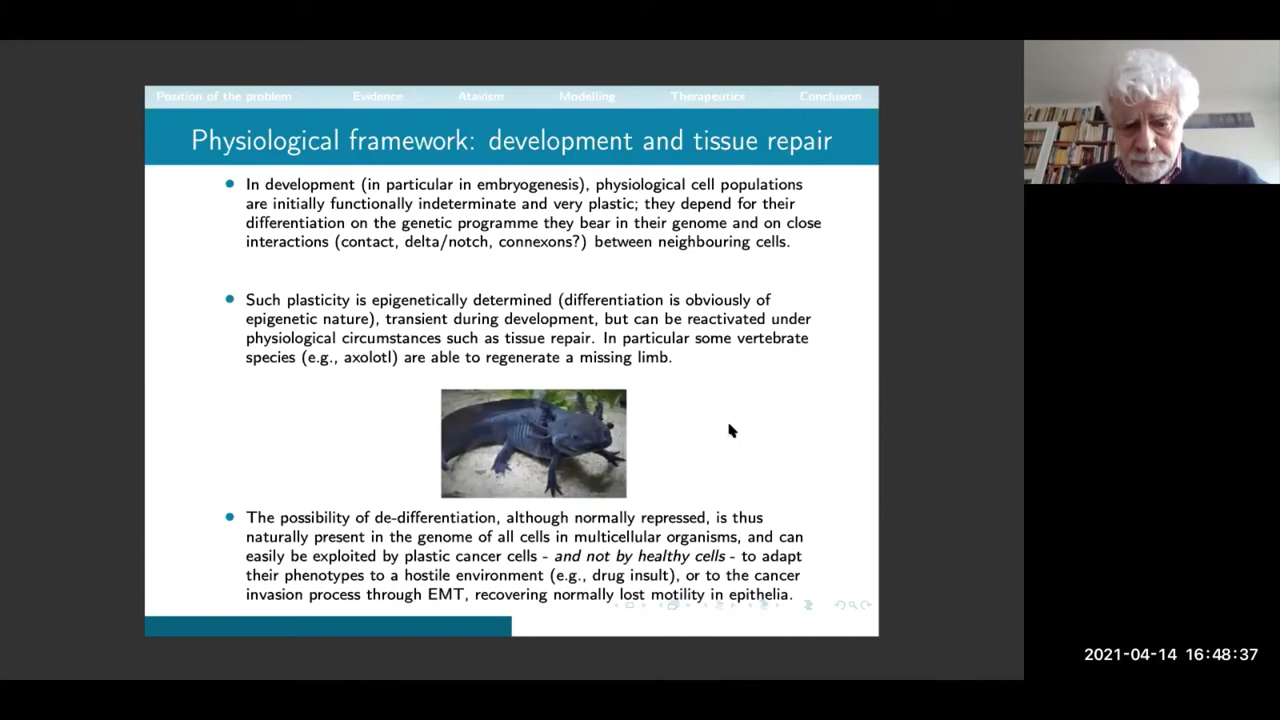 Position of the problem Evidence Atavism Modelling Therapeutics Conclusion
Physiological framework: development and tissue repair
In development (in particular in embryogenesis), physiological cell populations
are initially functionally indeterminate and very plastic; they depend for their
differentiation on the genetic programme they bear in their genome and on close
interactions (contact, delta/notch, connexons?) between neighbouring cells.
Such plasticity is epigenetically determined (differentiation is obviously of
epigenetic nature), transient during development, but can be reactivated under
physiological circumstances such as tissue repair. In particular some vertebrate
species (e.g., axolotl) are able to regenerate a missing limb.
The possibility of de-differentiation, although normally repressed, is thus
naturally present in the genome of all cells in multicellular organisms, and can
easily be exploited by plastic cancer cells - and not by healthy cells - to adapt
their phenotypes to a hostile environment (e.g., drug insult), or to the cancer
invasion process through EMT, recovering normally lost motility in epithelia.
2021-04-14 16:48:37